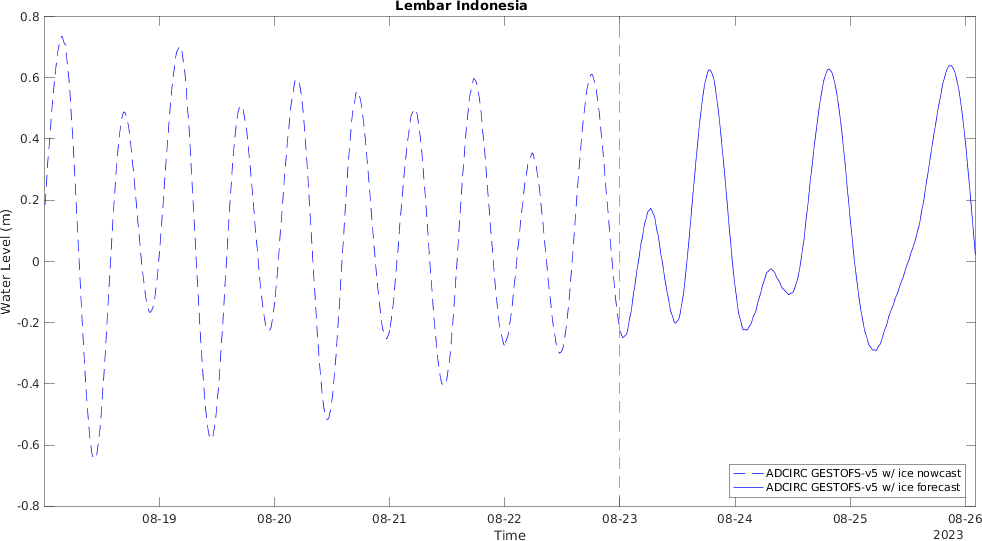 Lembar Indonesia
Water Level (m)
0.8
0.6
0.4
0.2
0
-0.2
-0.4
-0.6
-0.8
ADCIRC GESTOFS-v5 w/ ice nowcast
ADCIRC GESTOFS-v5 w/ ice forecast
08-19 08-20 08-21 08-22 08-23 08-24 08-25 08-26
Time
2023